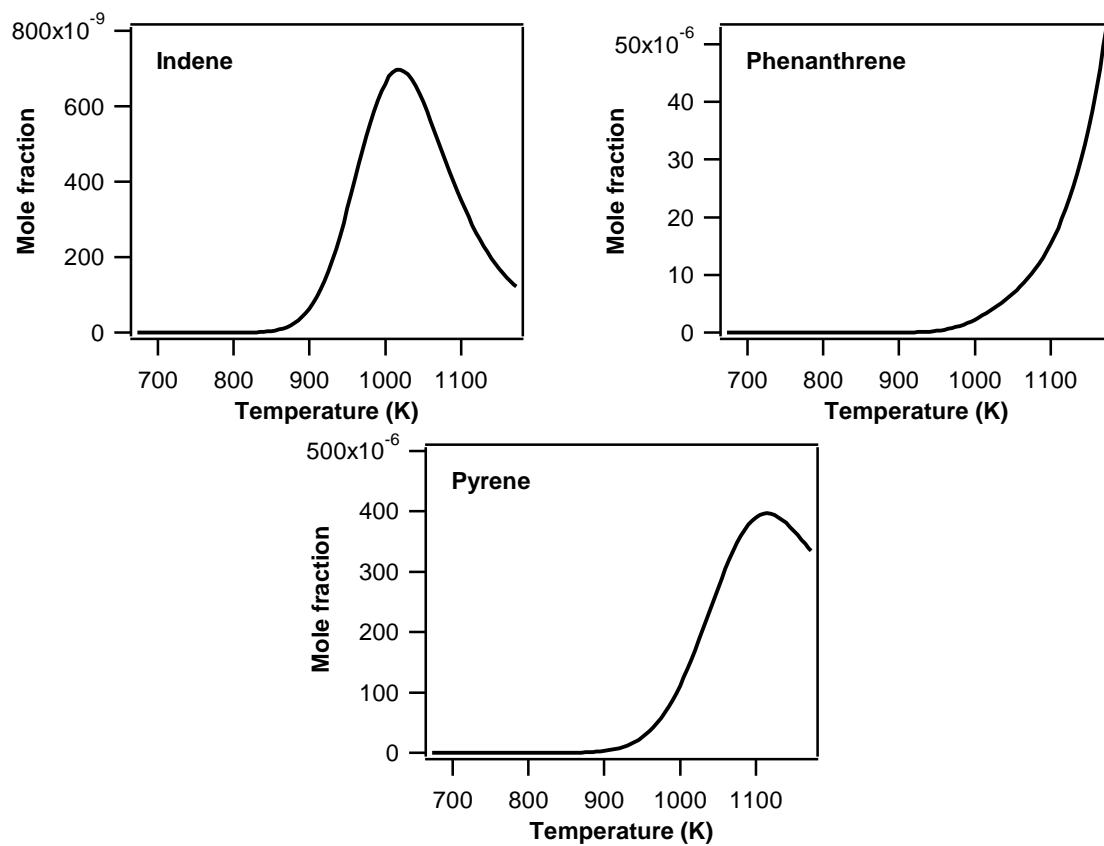 Indene
Mole fraction
800x10⁻⁹
600
400
200
0
700 800 900 1000 1100
Temperature (K)
Phenanthrene
Mole fraction
50x10⁻⁶
40
30
20
10
0
700 800 900 1000 1100
Temperature (K)
Pyrene
Mole fraction
500x10⁻⁶
400
300
200
100
0
700 800 900 1000 1100
Temperature (K)